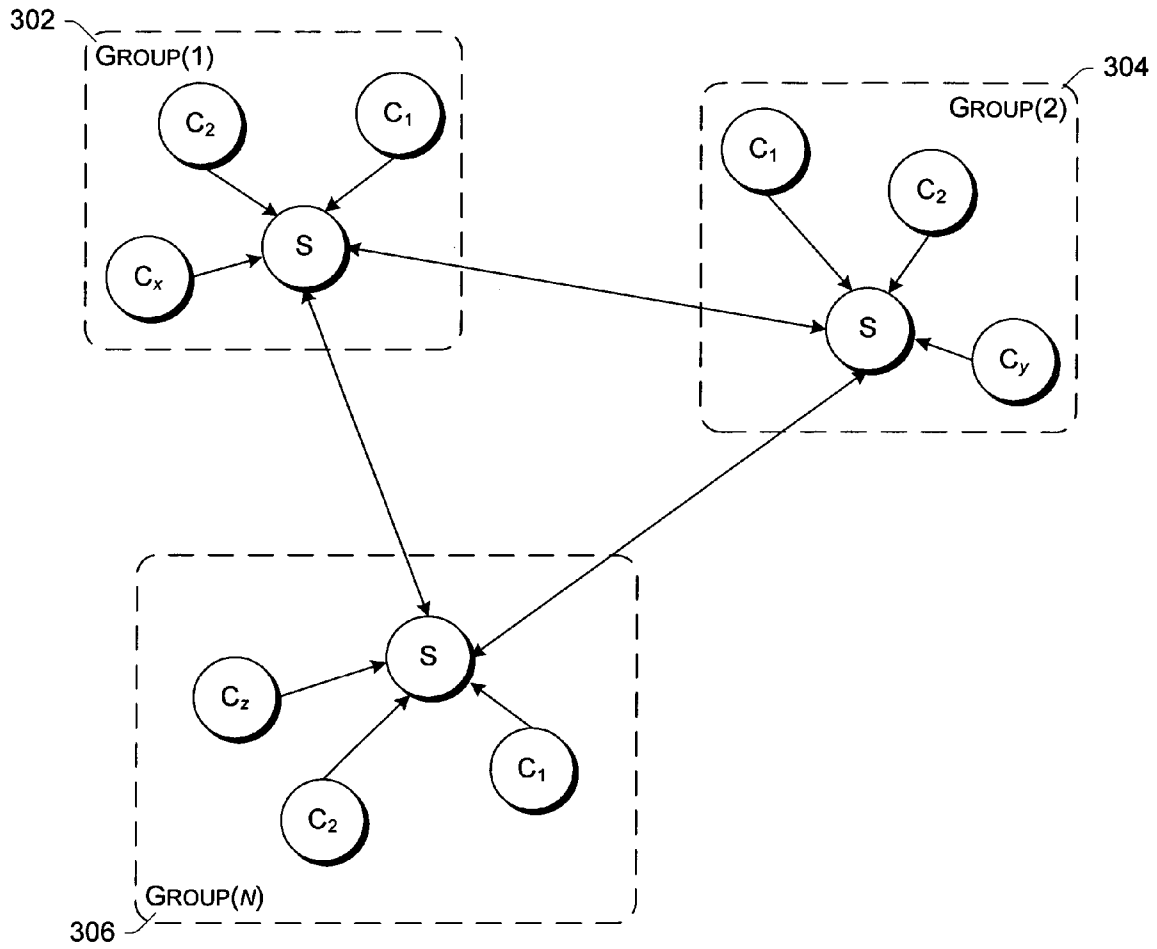 302
GROUP(1)
C2
C1
S
Cx
304
GROUP(2)
C1
C2
S
Cy
S
Cz
C1
C2
GROUP(N)
306